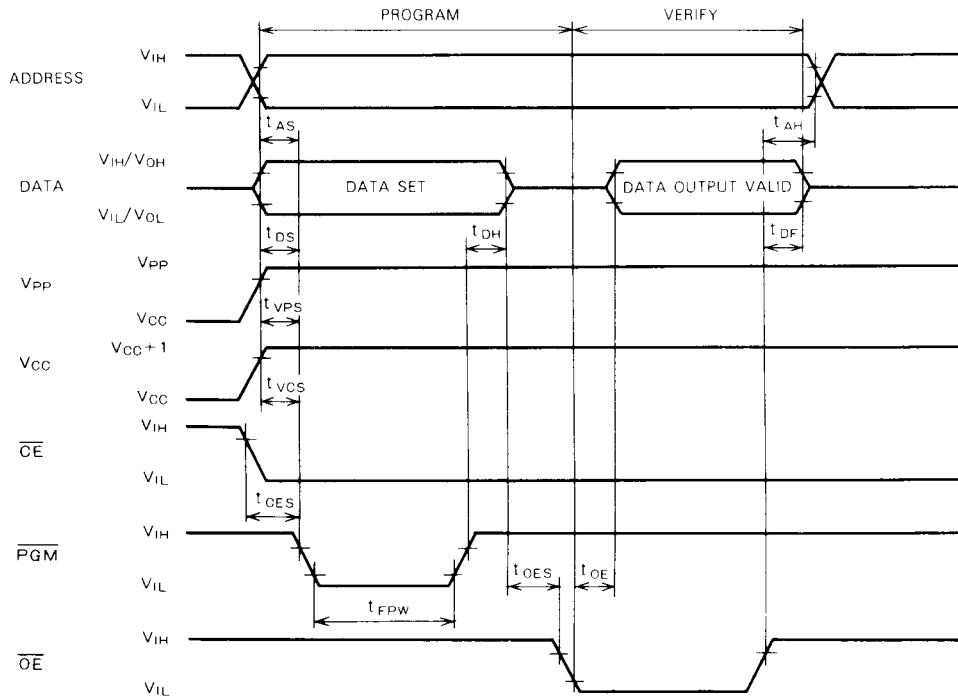 PROGRAM VERIFY
ADDRESS
VIH
VIL
tAS
tAH
DATA
VIH/VOH
VIL/VOL
DATA SET
DATA OUTPUT VALID
tDS
tDH
tDF
VPP
VPP
VCC
tVPS
VCC
VCC+1
VCC
tVCS
CE
VIH
VIL
tCES
PGM
VIH
VIL
tFPW
tOES
tOE
OE
VIH
VIL